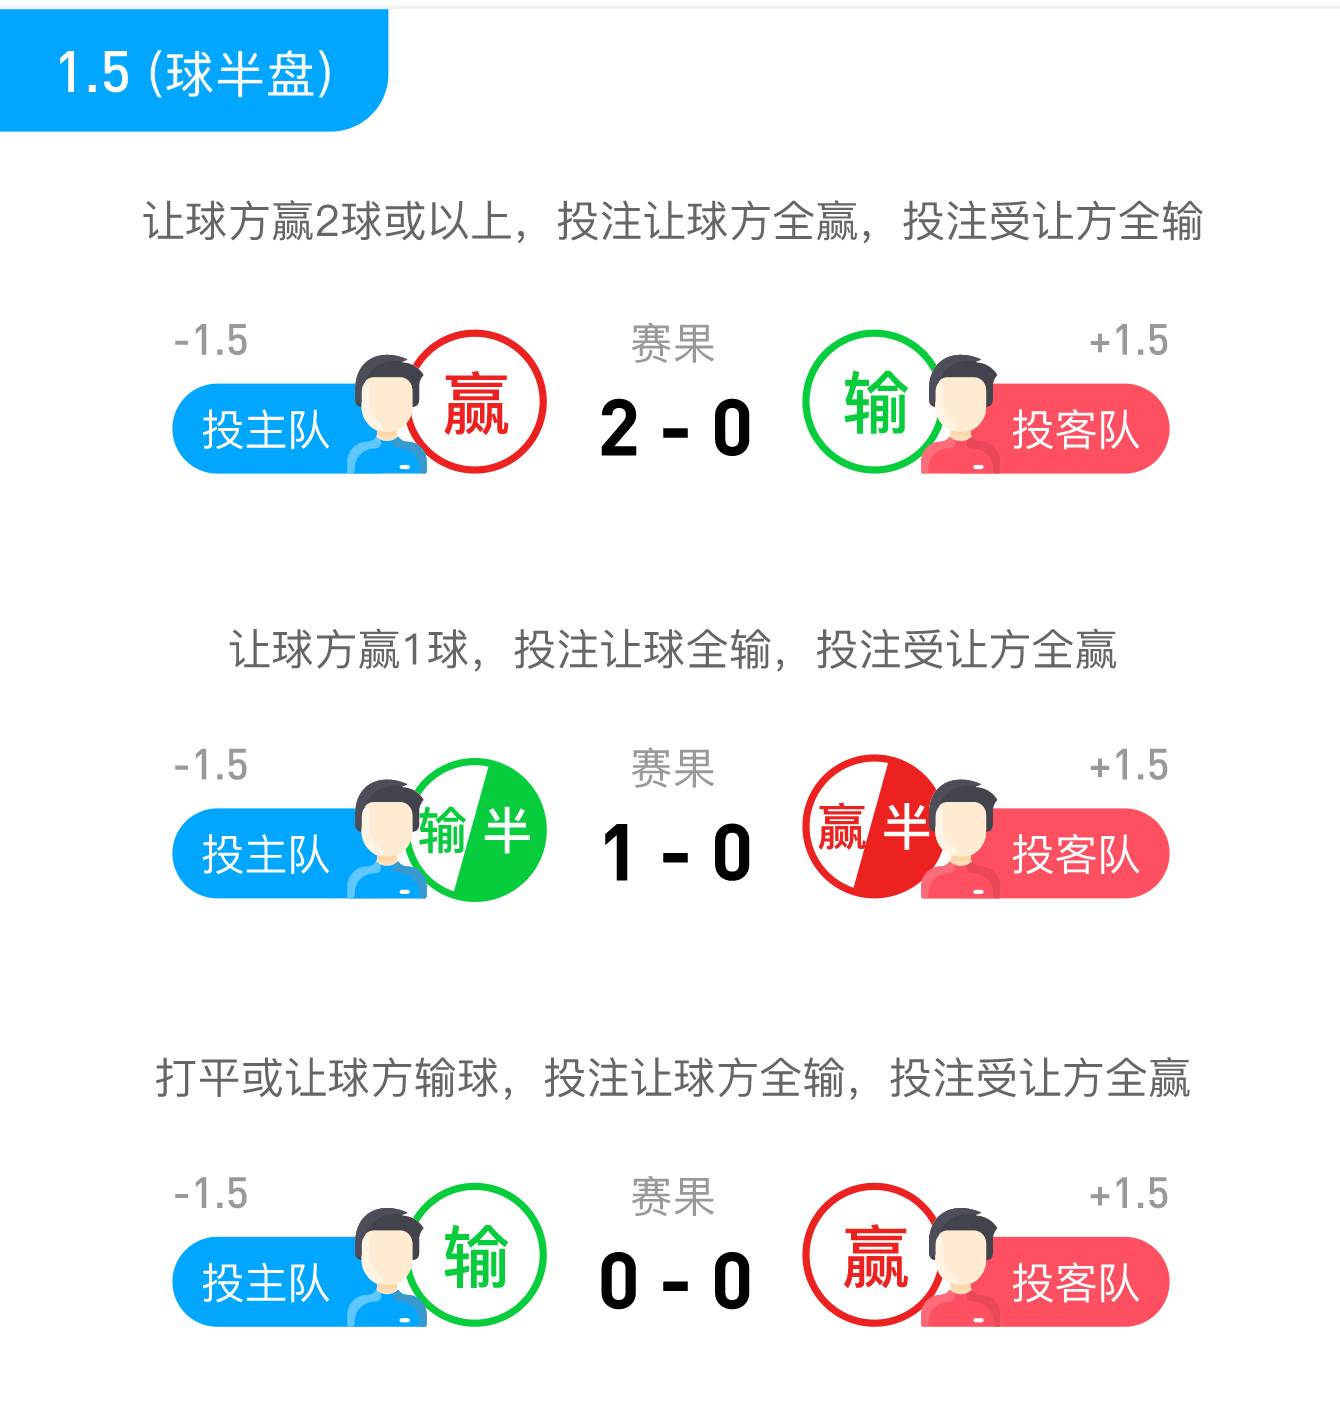 1.5 (球半盘)
让球方赢2球或以上，投注让球方全赢，投注受让方全输
-1.5 赛果 +1.5
投主队 赢 2 - 0 输 投客队
让球方赢1球，投注让球全输，投注受让方全赢
-1.5 赛果 +1.5
投主队 输半 1 - 0 赢半 投客队
打平或让球方输球，投注让球方全输，投注受让方全赢
-1.5 赛果 +1.5
投主队 输 0 - 0 赢 投客队